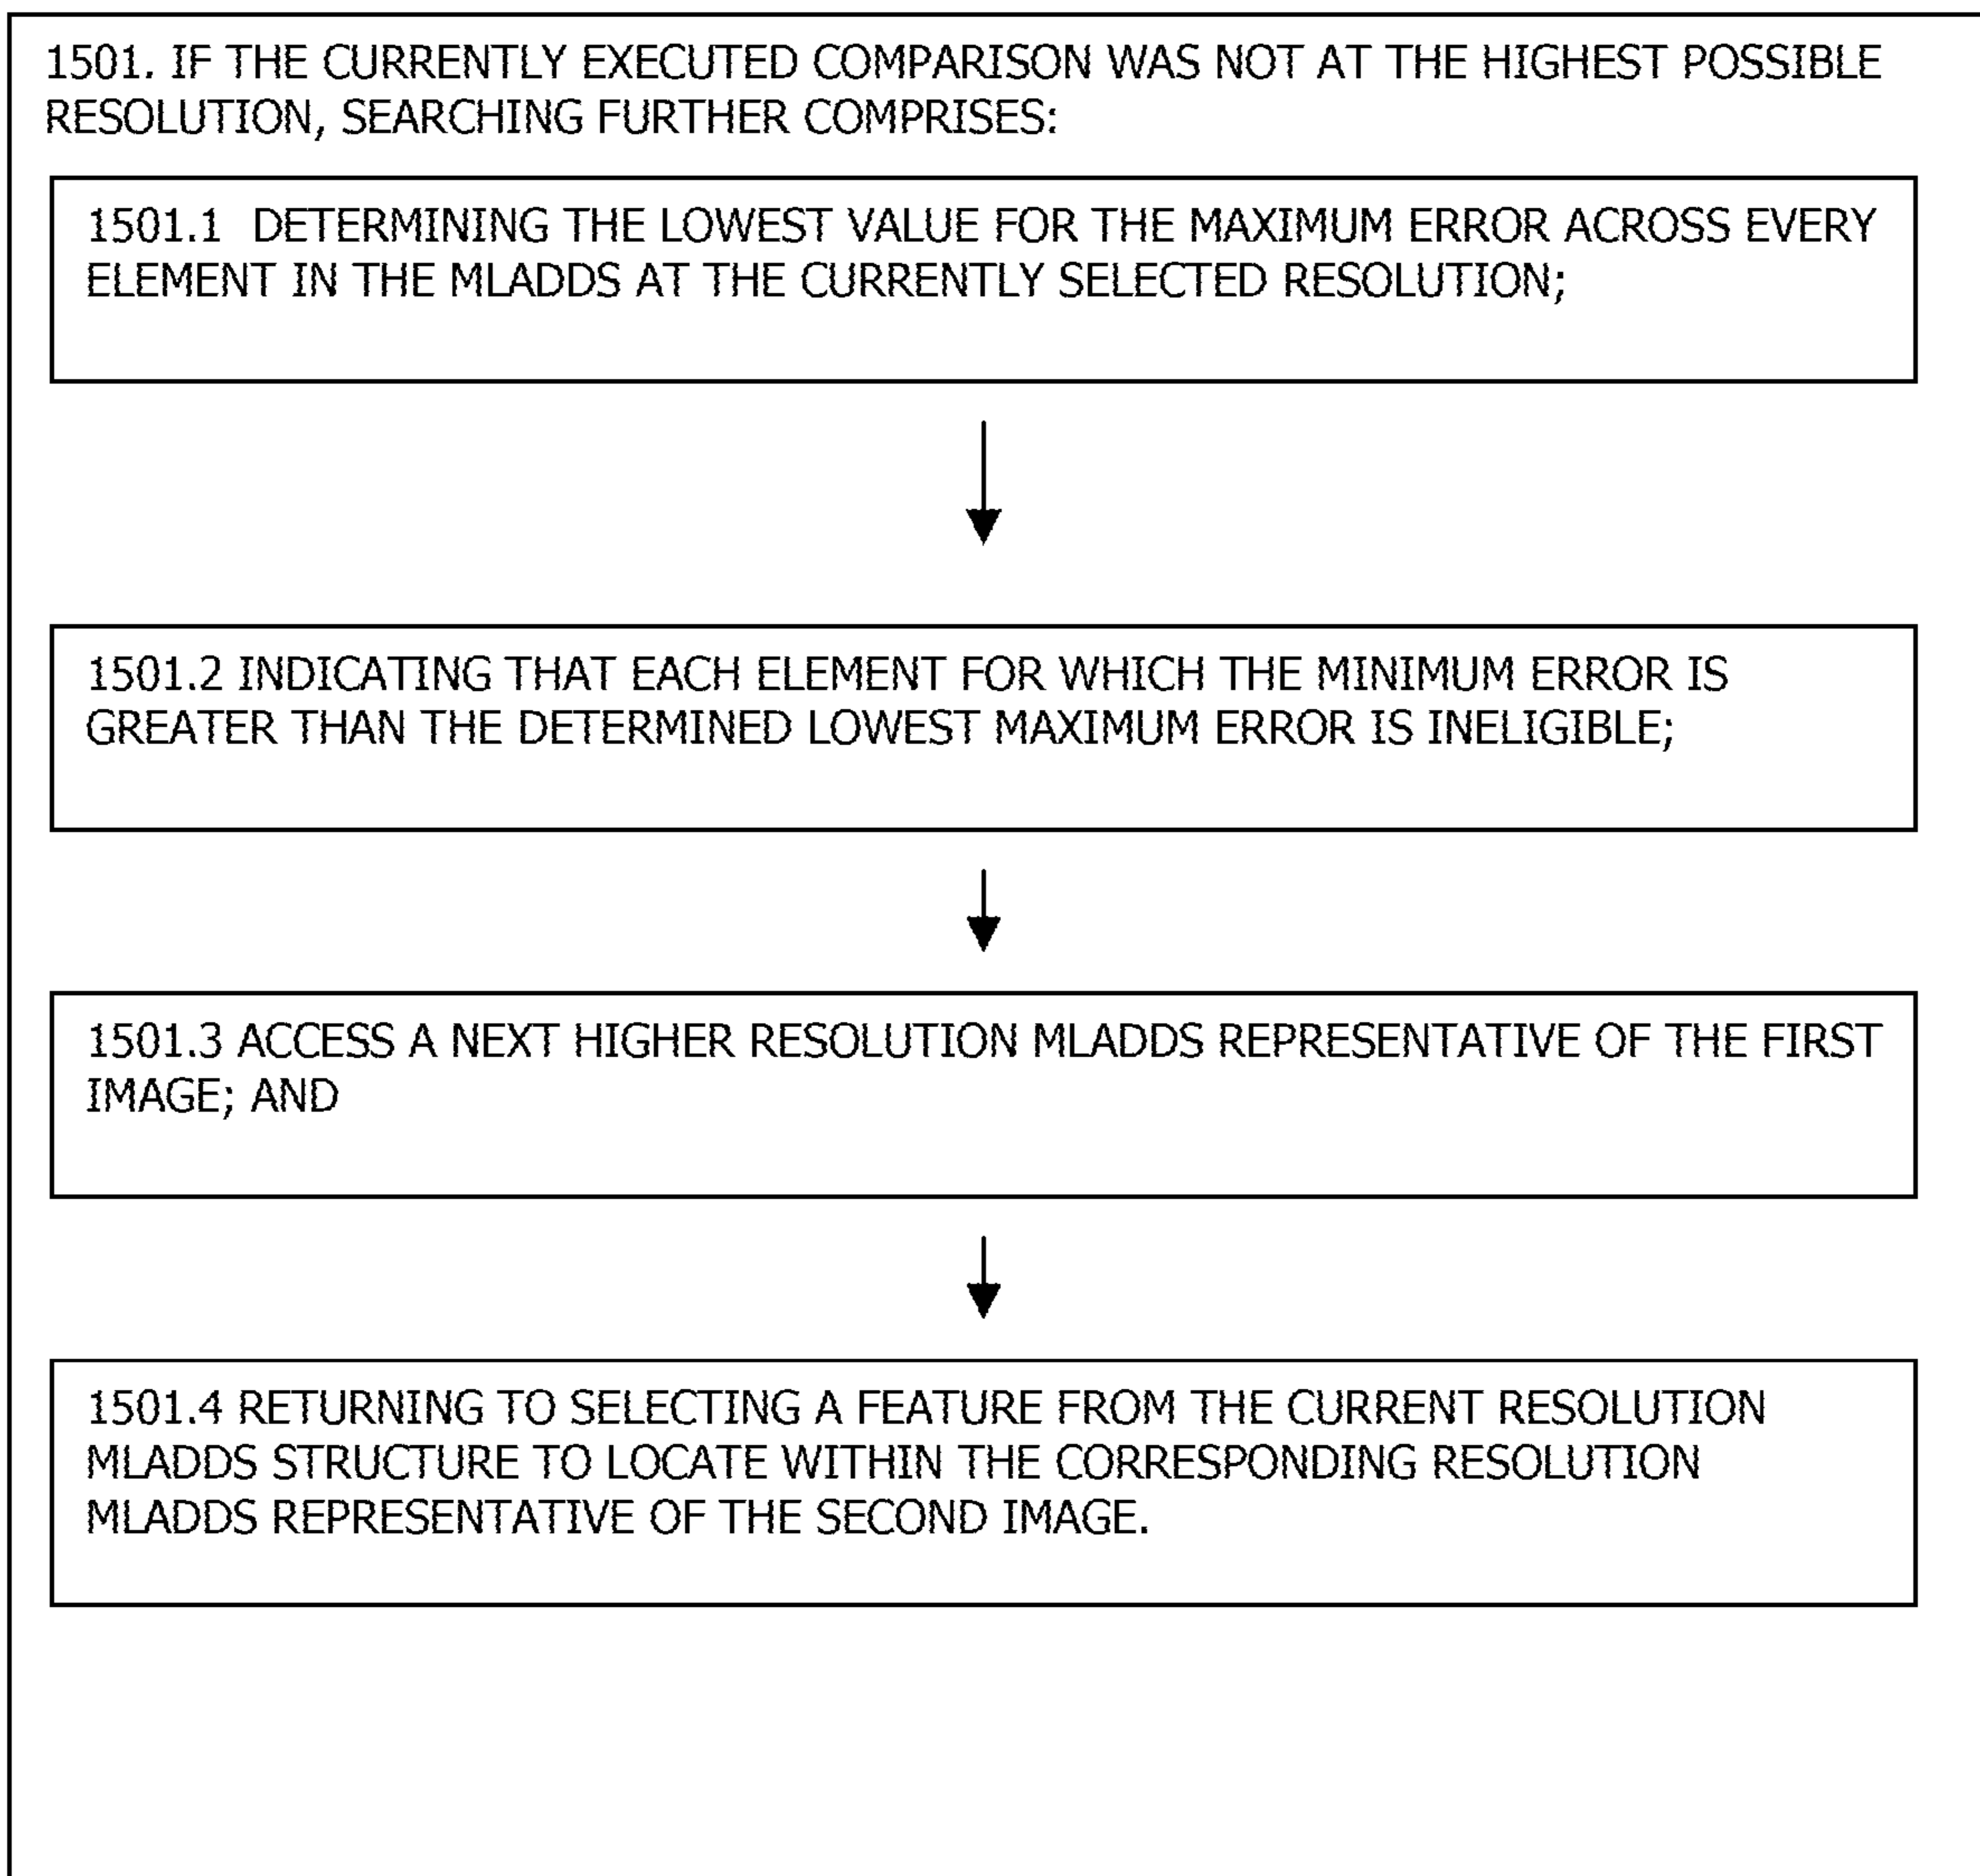 1501. IF THE CURRENTLY EXECUTED COMPARISON WAS NOT AT THE HIGHEST POSSIBLE
RESOLUTION, SEARCHING FURTHER COMPRISES:
1501.1 DETERMINING THE LOWEST VALUE FOR THE MAXIMUM ERROR ACROSS EVERY
ELEMENT IN THE MLADDS AT THE CURRENTLY SELECTED RESOLUTION;
1501.2 INDICATING THAT EACH ELEMENT FOR WHICH THE MINIMUM ERROR IS
GREATER THAN THE DETERMINED LOWEST MAXIMUM ERROR IS INELIGIBLE;
1501.3 ACCESS A NEXT HIGHER RESOLUTION MLADDS REPRESENTATIVE OF THE FIRST
IMAGE; AND
1501.4 RETURNING TO SELECTING A FEATURE FROM THE CURRENT RESOLUTION
MLADDS STRUCTURE TO LOCATE WITHIN THE CORRESPONDING RESOLUTION
MLADDS REPRESENTATIVE OF THE SECOND IMAGE.